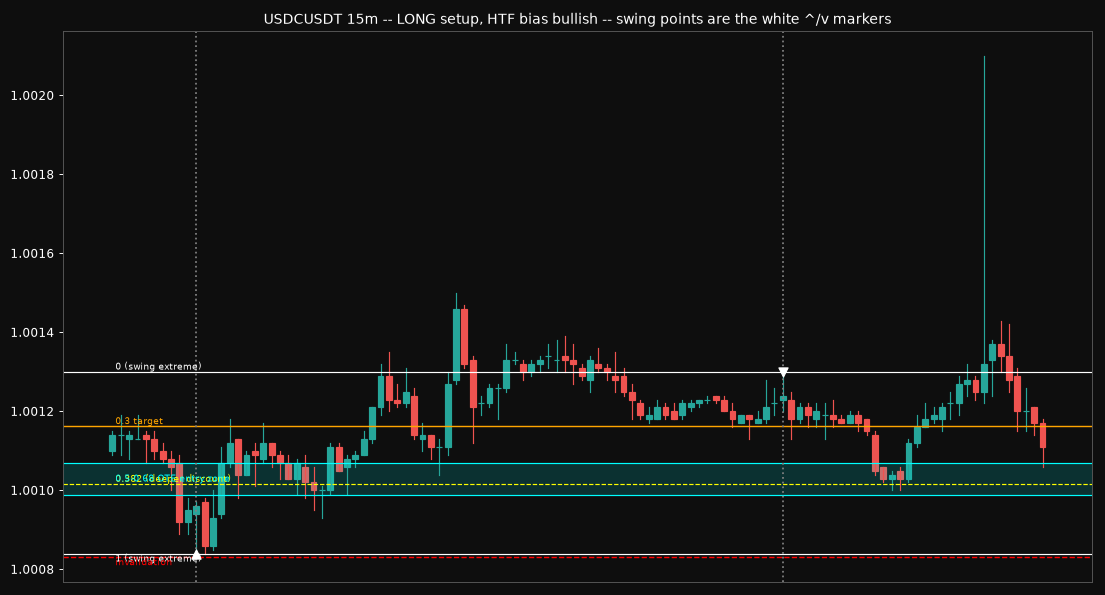 USDCUSDT 15m -- LONG setup, HTF bias bullish -- swing points are the white ^/v markers
1.0020
1.0018
1.0016
1.0014
0 (swing extreme)
1.0012
0.3 target
1.0010
1.0008
1 (swing extreme)
invalidation